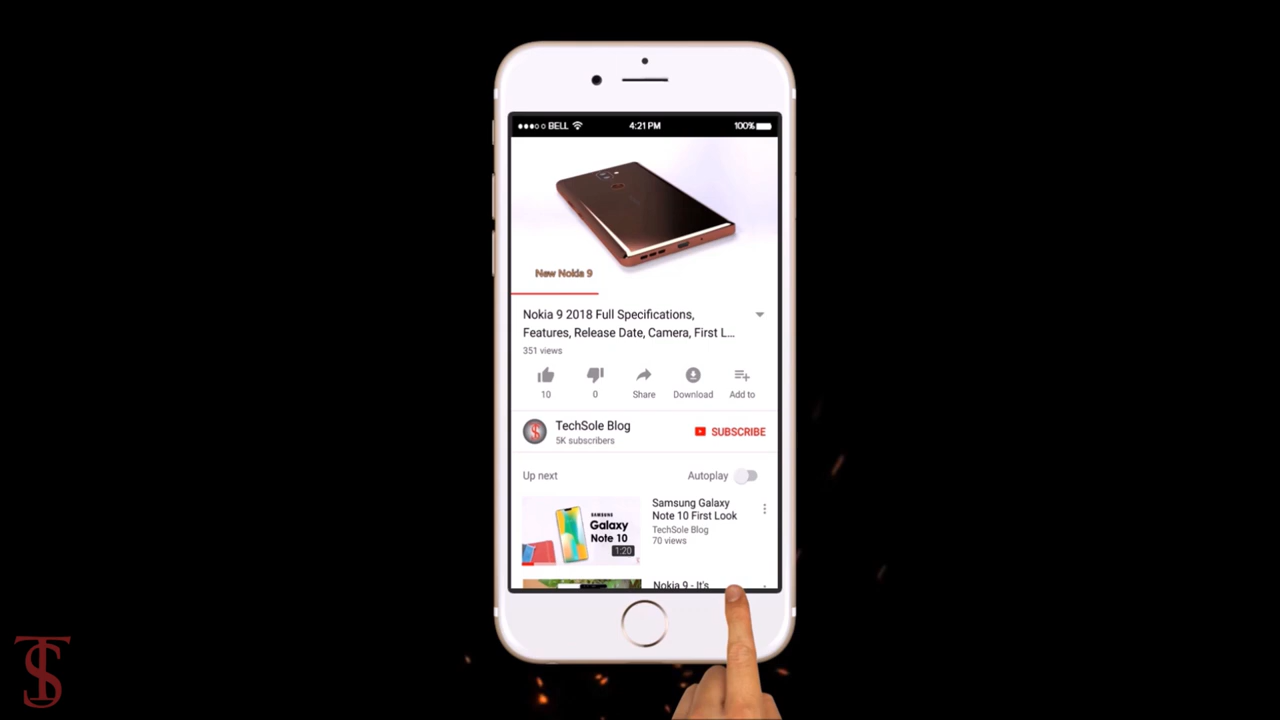 BELL
4:21 PM
100%
New Nokia 9
Nokia 9 2018 Full Specifications,
Features, Release Date, Camera, First L...
351 views
10
0
Share
Download
Add to
TechSole Blog
5K subscribers
SUBSCRIBE
Up next
Autoplay
SAMSUNG
Galaxy
Note 10
1:20
Samsung Galaxy
Note 10 First Look
TechSole Blog
70 views
Nokia 9 - It's
TS